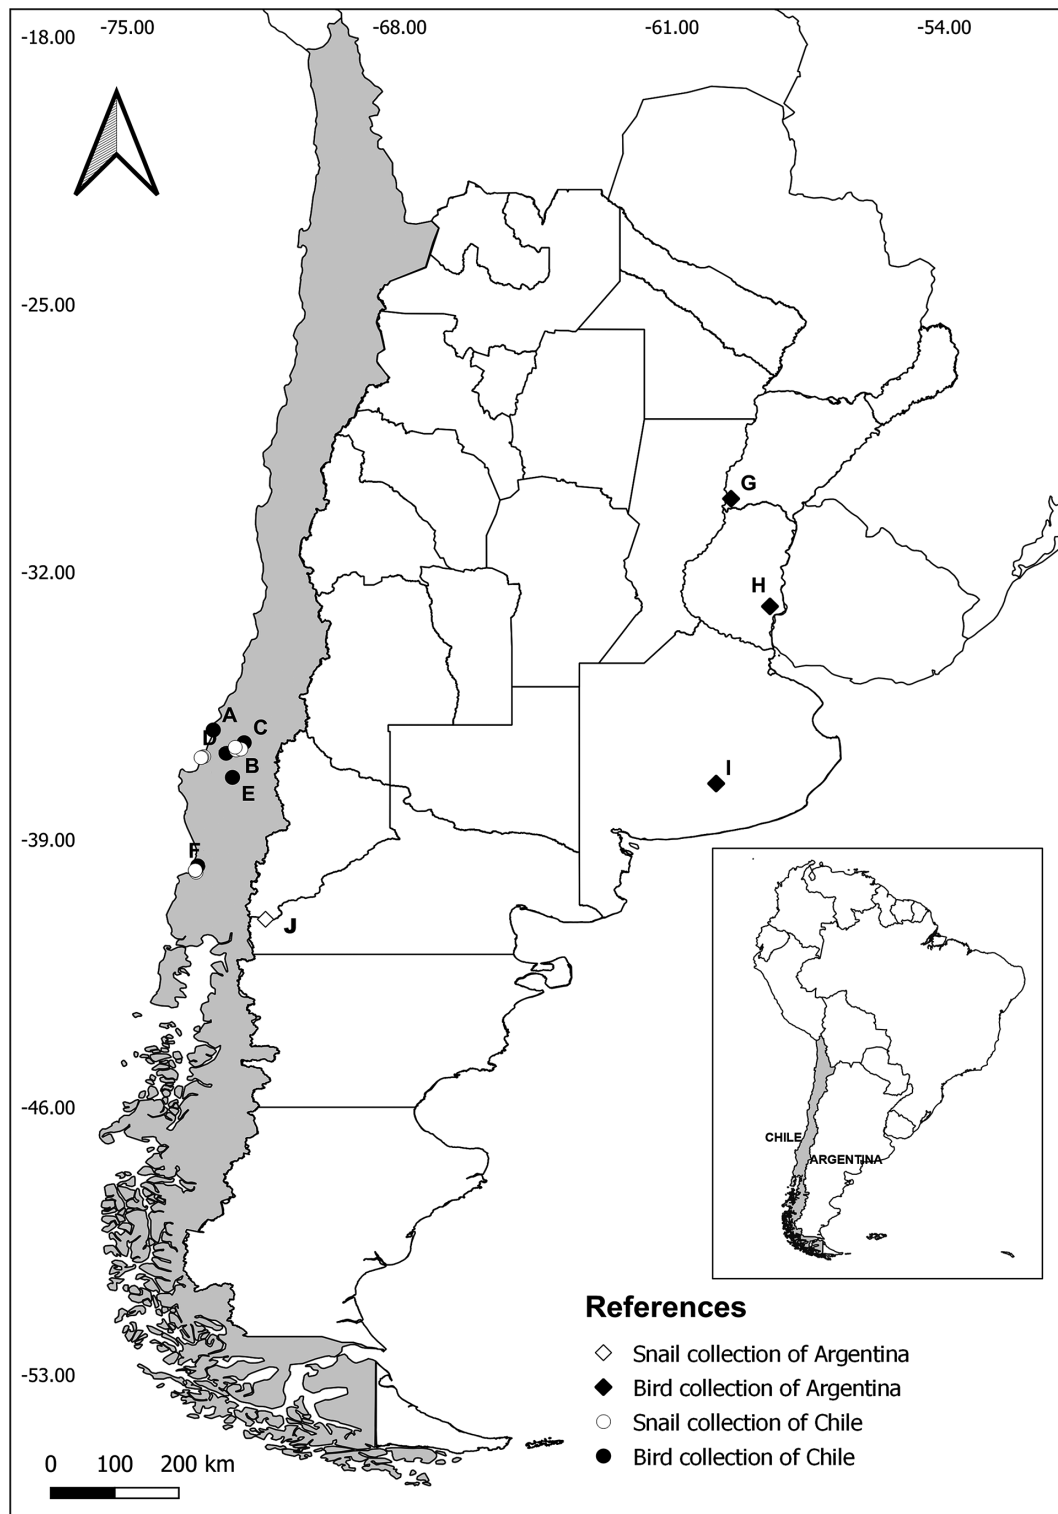 -75.00 -68.00 -61.00 -54.00
-18.00
-25.00
G
-32.00
H
A
C
D
B
I
E
-39.00
F
J
-46.00
CHILE
ARGENTINA
References
Snail collection of Argentina
-53.00
Bird collection of Argentina
Snail collection of Chile
Bird collection of Chile
0 100 200 km